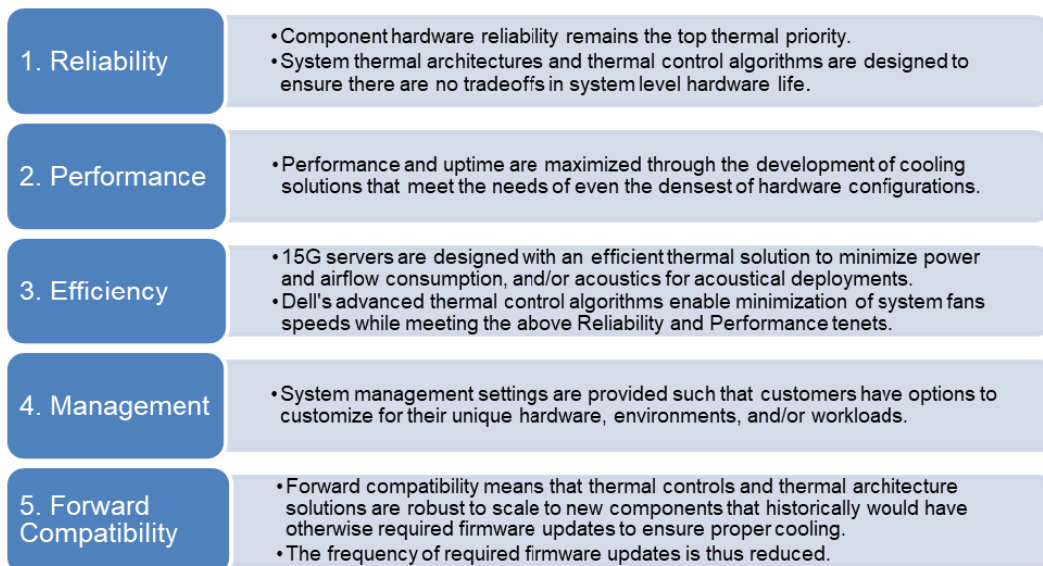 1. Reliability
•Component hardware reliability remains the top thermal priority.
•System thermal architectures and thermal control algorithms are designed to
ensure there are no tradeoffs in system level hardware life.
2. Performance
•Performance and uptime are maximized through the development of cooling
solutions that meet the needs of even the densest of hardware configurations.
3. Efficiency
•15G servers are designed with an efficient thermal solution to minimize power
and airflow consumption, and/or acoustics for acoustical deployments.
•Dell's advanced thermal control algorithms enable minimization of system fans
speeds while meeting the above Reliability and Performance tenets.
4. Management
•System management settings are provided such that customers have options to
customize for their unique hardware, environments, and/or workloads.
5. Forward
Compatibility
•Forward compatibility means that thermal controls and thermal architecture
solutions are robust to scale to new components that historically would have
otherwise required firmware updates to ensure proper cooling.
•The frequency of required firmware updates is thus reduced.